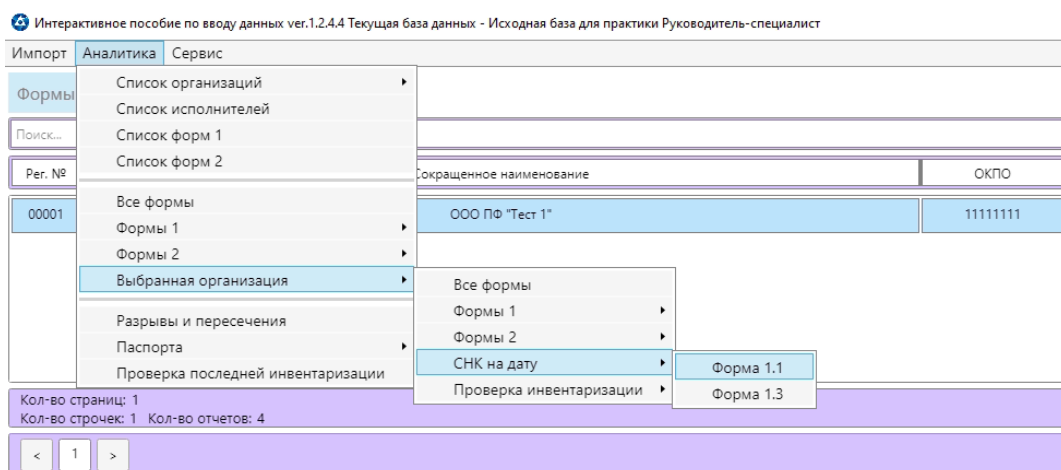 Интерактивное пособие по вводу данных ver.1.2.4.4 Текущая база данных - Исходная база для практики Руководитель-специалист
Импорт Аналитика Сервис
Формы
Поиск...
Рег. № Сокращенное наименование ОКПО
00001 ООО ПФ "Тест 1" 11111111
Список организаций
Список исполнителей
Список форм 1
Список форм 2
Все формы
Формы 1
Формы 2
Выбранная организация
Разрывы и пересечения
Паспорта
Проверка последней инвентаризации
Все формы
Формы 1
Формы 2
СНК на дату
Проверка инвентаризации
Форма 1.1
Форма 1.3
Кол-во страниц: 1
Кол-во строчек: 1 Кол-во отчетов: 4
< 1 >